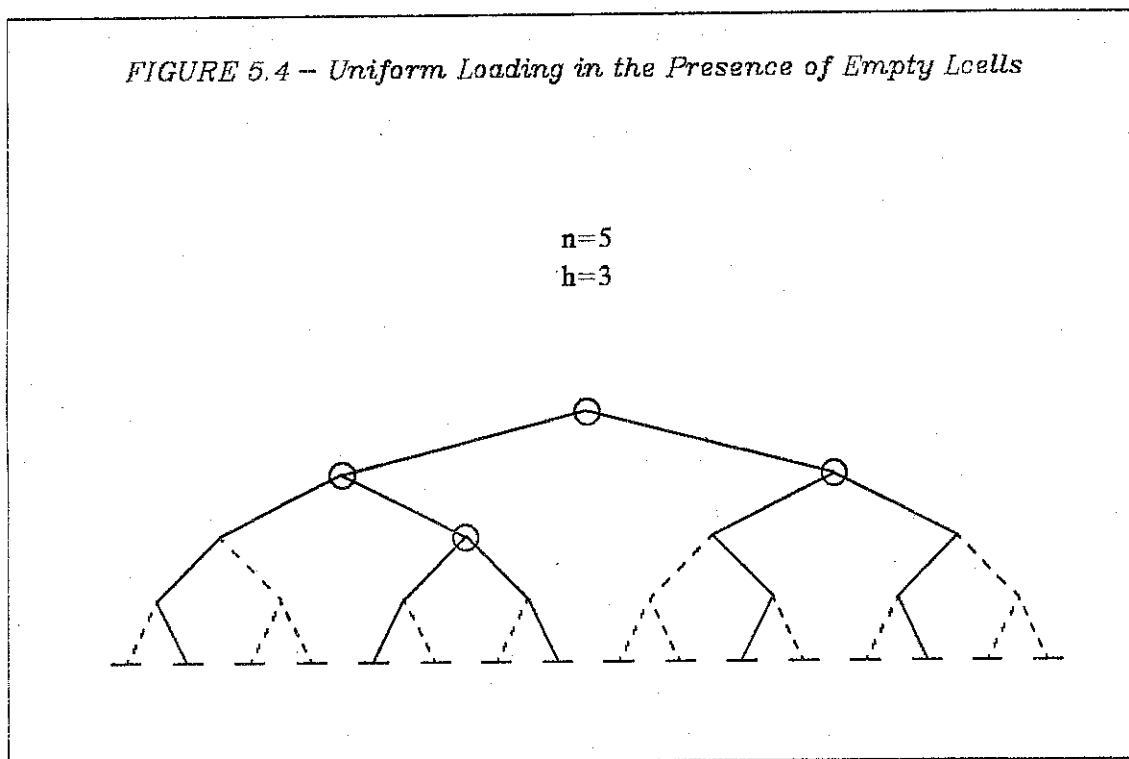 FIGURE 5.4 -- Uniform Loading in the Presence of Empty Lcells
n=5
h=3